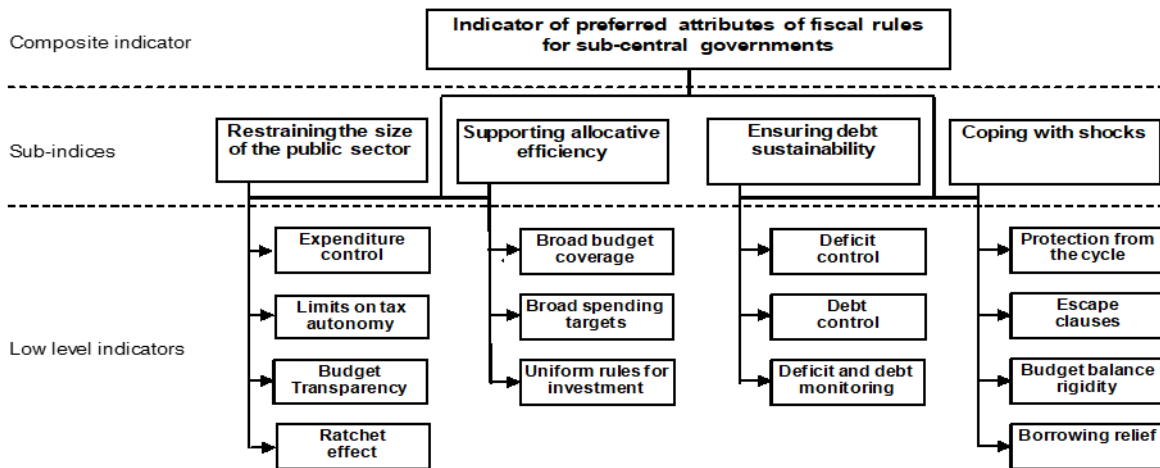 Composite indicator
Indicator of preferred attributes of fiscal rules
for sub-central governments
Sub-indices
Restraining the size
of the public sector
Supporting allocative
efficiency
Ensuring debt
sustainability
Coping with shocks
Low level indicators
Expenditure
control
Limits on tax
autonomy
Budget
Transparency
Ratchet
effect
Broad budget
coverage
Broad spending
targets
Uniform rules for
investment
Deficit
control
Debt
control
Deficit and debt
monitoring
Protection from
the cycle
Escape
clauses
Budget balance
rigidity
Borrowing relief